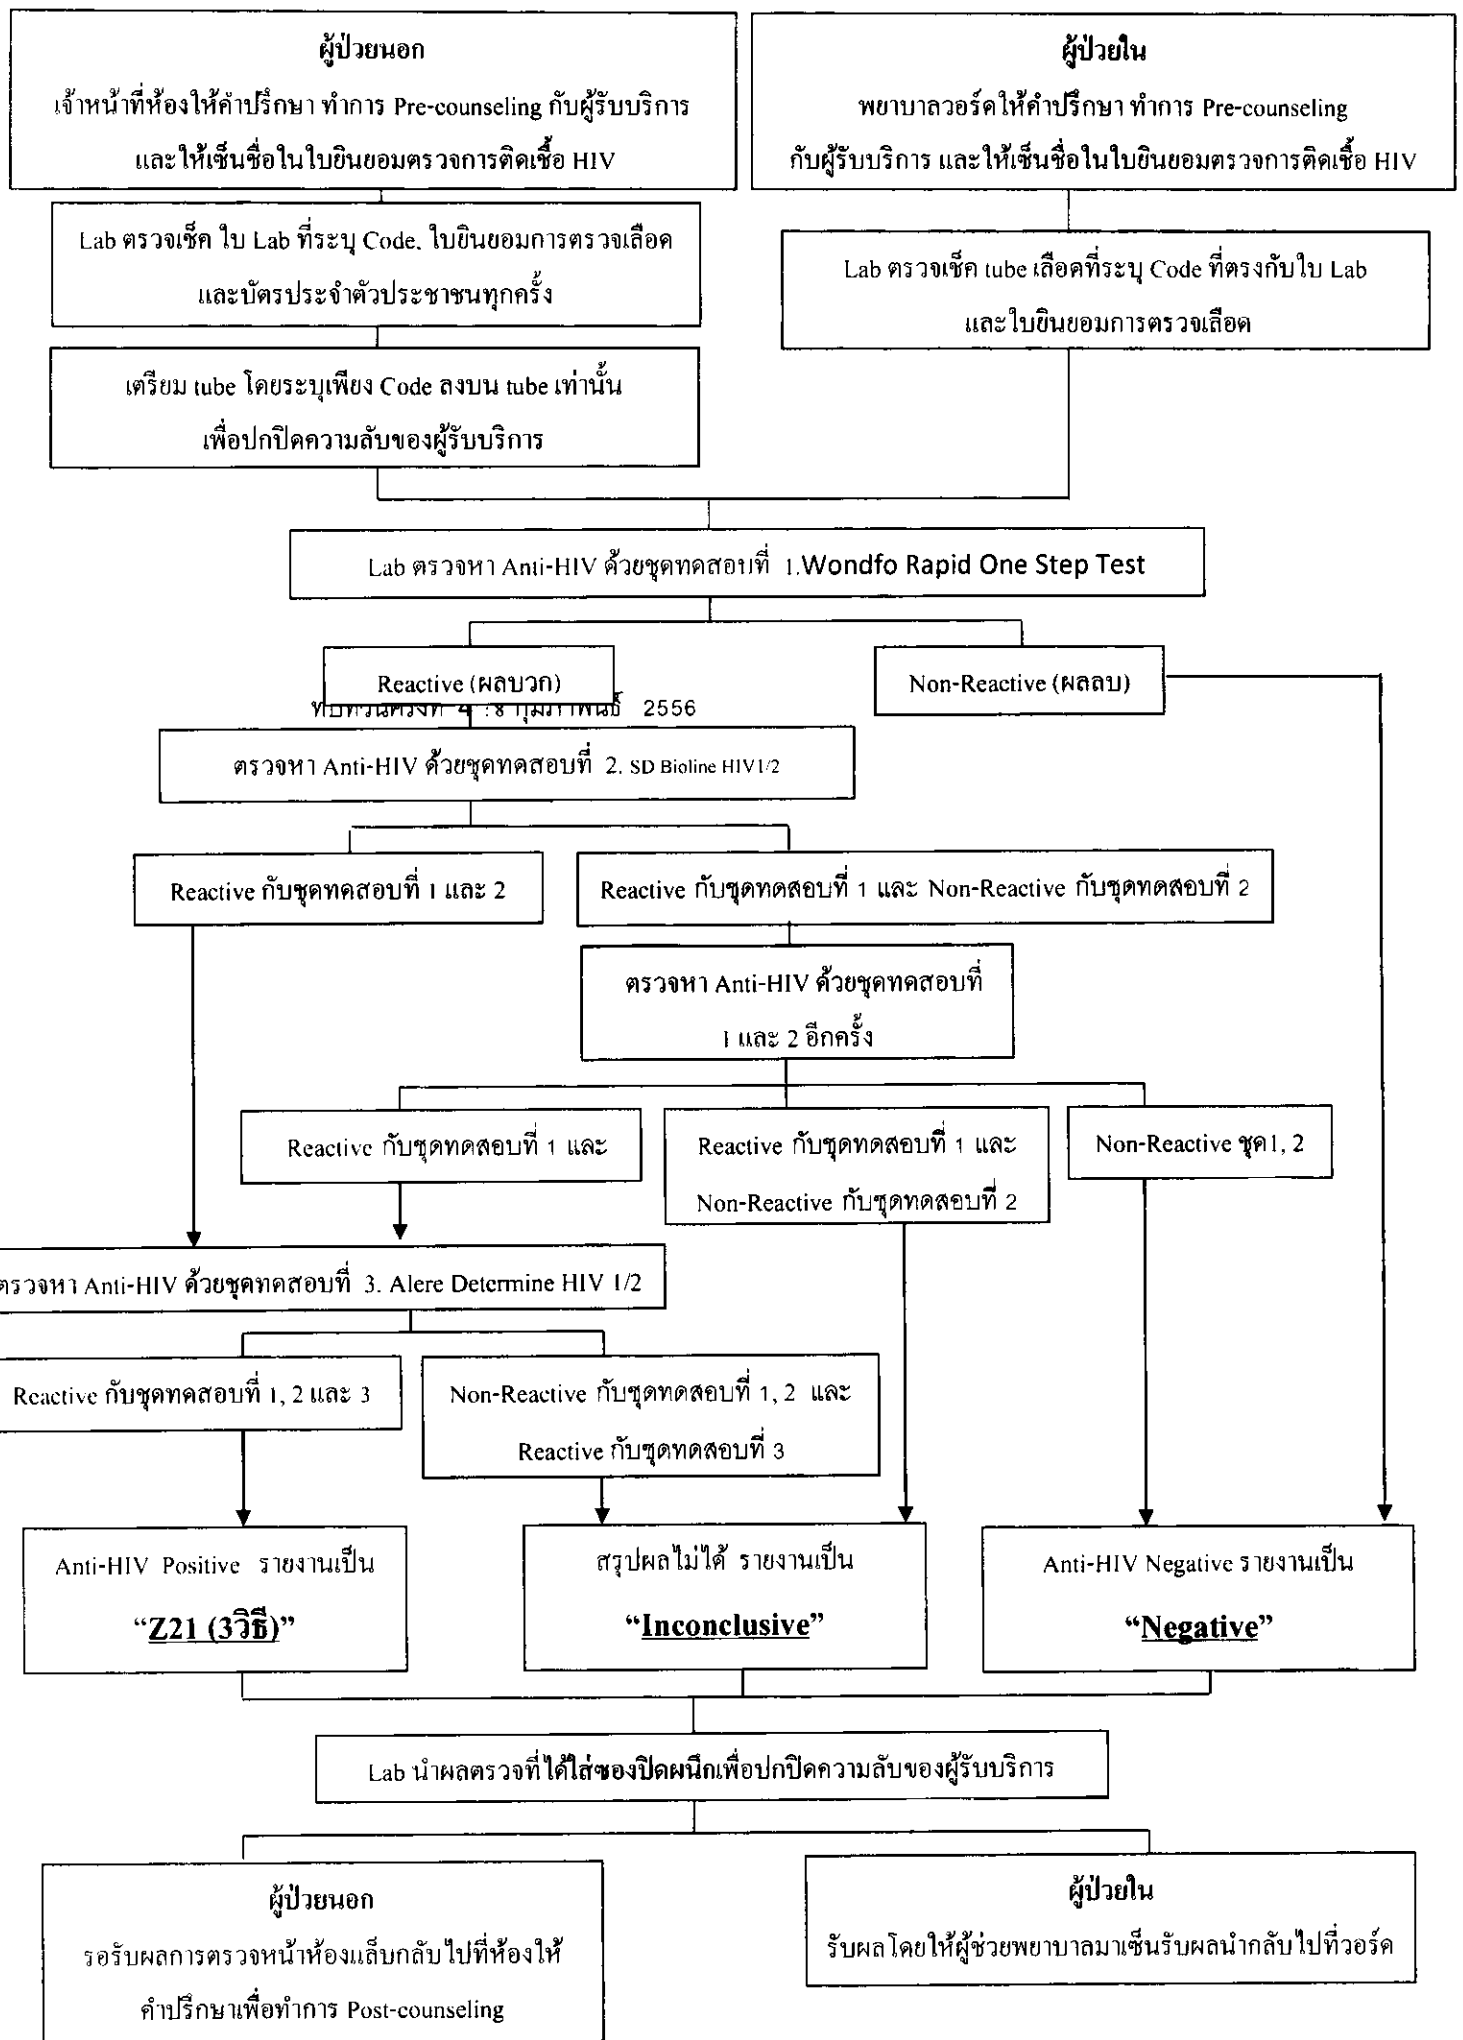 ผู้ป่วยนอก
เจ้าหน้าที่ห้องให้คำปรึกษา ทำการ Pre-counseling กับผู้รับบริการ
และให้เซ็นชื่อในใบยินยอมตรวจการติดเชื้อ HIV
ผู้ป่วยใน
พยาบาลวอร์คให้คำปรึกษา ทำการ Pre-counseling
กับผู้รับบริการ และให้เซ็นชื่อในใบยินยอมตรวจการติดเชื้อ HIV
Lab ตรวจเช็ค ใบ Lab ที่ระบุ Code, ใบยินยอมการตรวจเลือด
และบัตรประจำตัวประชาชนทุกครั้ง
Lab ตรวจเช็ค tube เลือดที่ระบุ Code ที่ตรงกับใบ Lab
และใบยินยอมการตรวจเลือด
เตรียม tube โดยระบุเพียง Code ลงบน tube เท่านั้น
เพื่อปกปิดความลับของผู้รับบริการ
Lab ตรวจหา Anti-HIV ด้วยชุดทดสอบที่ 1.Wondfo Rapid One Step Test
Reactive (ผลบวก)
Non-Reactive (ผลลบ)
ทบทวนครั้งที่ 4 :8 กุมภาพันธ์ 2556
ตรวจหา Anti-HIV ด้วยชุดทดสอบที่ 2. SD Bioline HIV1/2
Reactive กับชุดทดสอบที่ 1 และ 2
Reactive กับชุดทดสอบที่ 1 และ Non-Reactive กับชุดทดสอบที่ 2
ตรวจหา Anti-HIV ด้วยชุดทดสอบที่
1 และ 2 อีกครั้ง
Reactive กับชุดทดสอบที่ 1 และ
Reactive กับชุดทดสอบที่ 1 และ
Non-Reactive กับชุดทดสอบที่ 2
Non-Reactive ชุด1, 2
ตรวจหา Anti-HIV ด้วยชุดทดสอบที่ 3. Alere Determine HIV 1/2
Reactive กับชุดทดสอบที่ 1, 2 และ 3
Non-Reactive กับชุดทดสอบที่ 1, 2 และ
Reactive กับชุดทดสอบที่ 3
Anti-HIV Positive รายงานเป็น
“Z21 (3วิธี)”
สรุปผลไม่ได้ รายงานเป็น
“Inconclusive”
Anti-HIV Negative รายงานเป็น
“Negative”
Lab นำผลตรวจที่ได้ใส่ซองปิดผนึกเพื่อปกปิดความลับของผู้รับบริการ
ผู้ป่วยนอก
รอรับผลการตรวจหน้าห้องแล็บกลับไปที่ห้องให้
คำปรึกษาเพื่อทำการ Post-counseling
ผู้ป่วยใน
รับผลโดยให้ผู้ช่วยพยาบาลมาเซ็นรับผลนำกลับไปที่วอร์ค